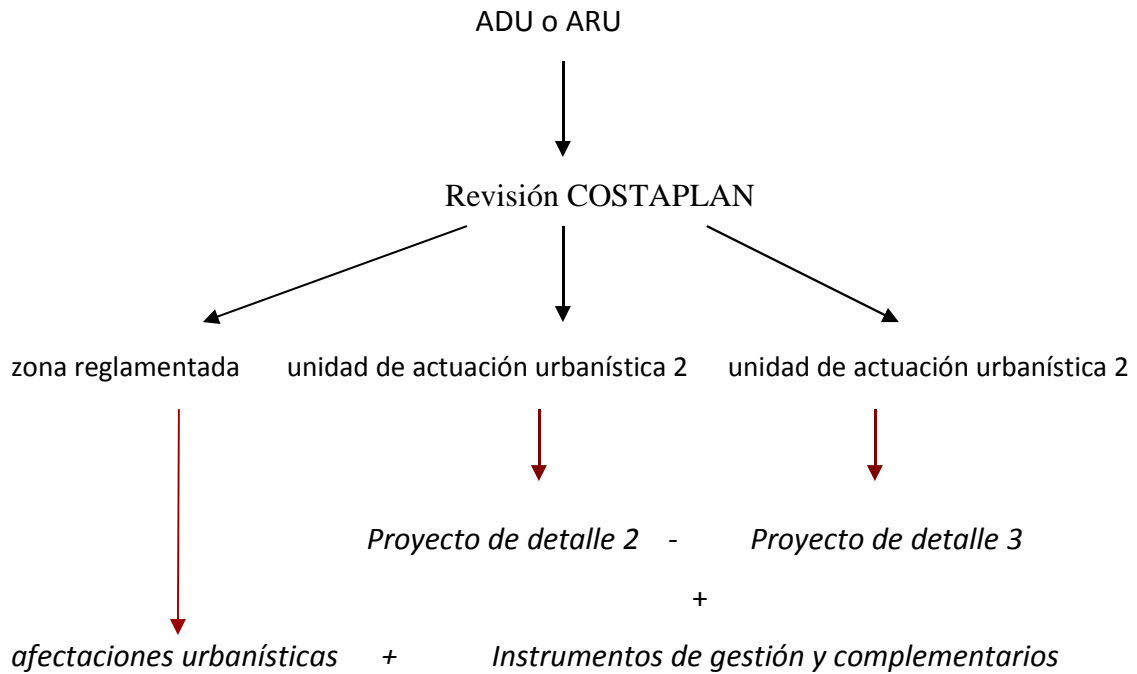 ADU o ARU
Revisión COSTAPLAN
zona reglamentada unidad de actuación urbanística 2 unidad de actuación urbanística 2
Proyecto de detalle 2 - Proyecto de detalle 3
+
afectaciones urbanísticas + Instrumentos de gestión y complementarios